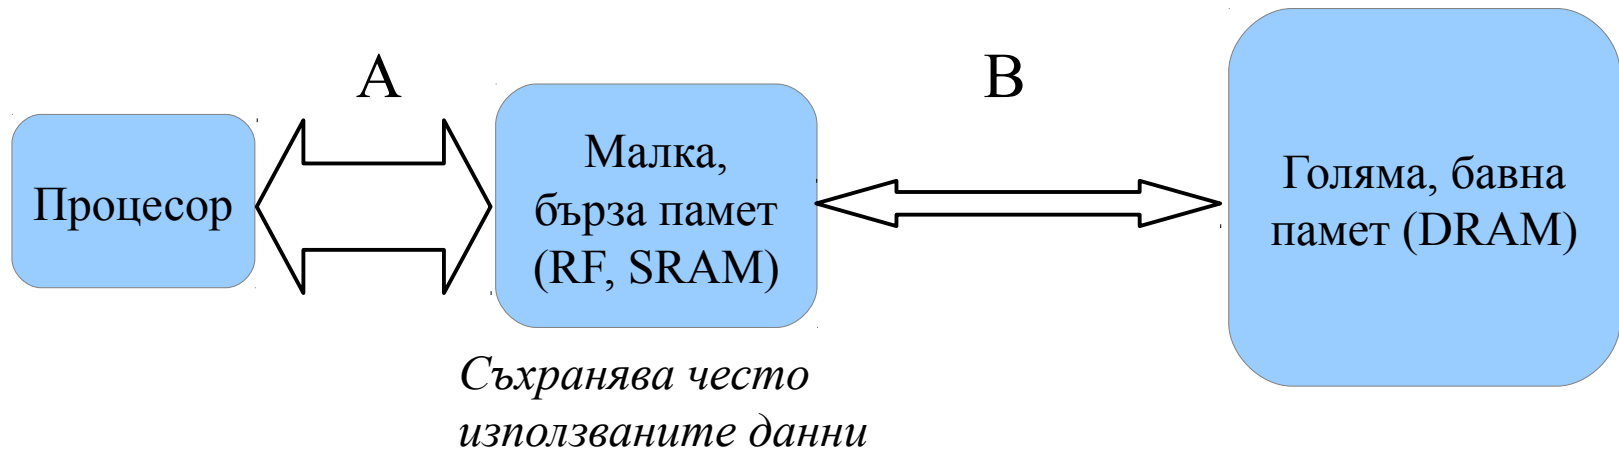 A
B
Процесор
Малка,
бърза памет
(RF, SRAM)
Голяма, бавна
памет (DRAM)
Съхранява често
използваните данни